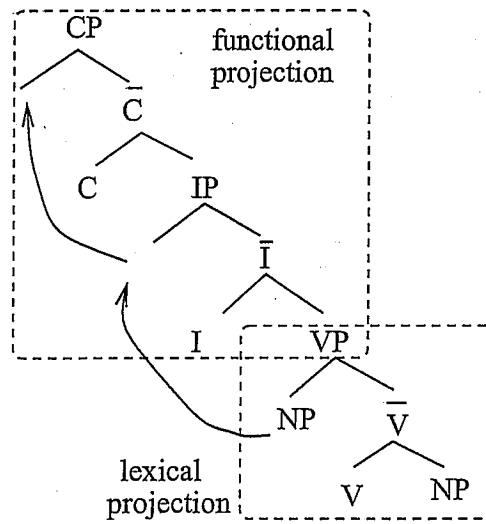 CP
functional
projection
C̄
C
IP
Ī
I
VP
NP
V̄
lexical
projection
V
NP